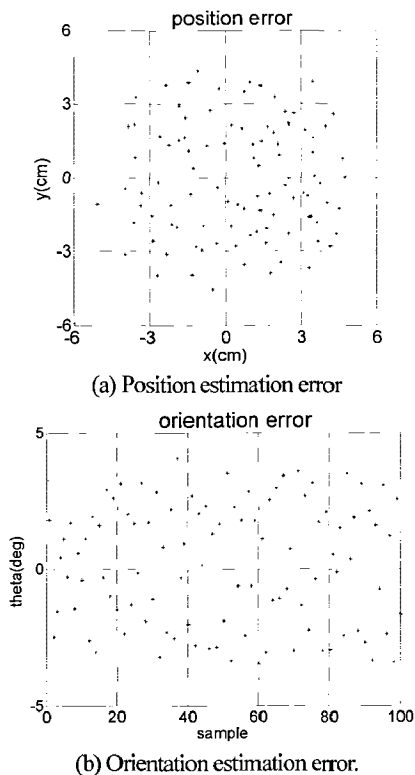 position error
6
3
0
-3
-6
y(cm)
-6 -3 0 3 6
x(cm)
(a) Position estimation error
orientation error
5
0
-5
theta(deg)
0 20 40 60 80 100
sample
(b) Orientation estimation error.